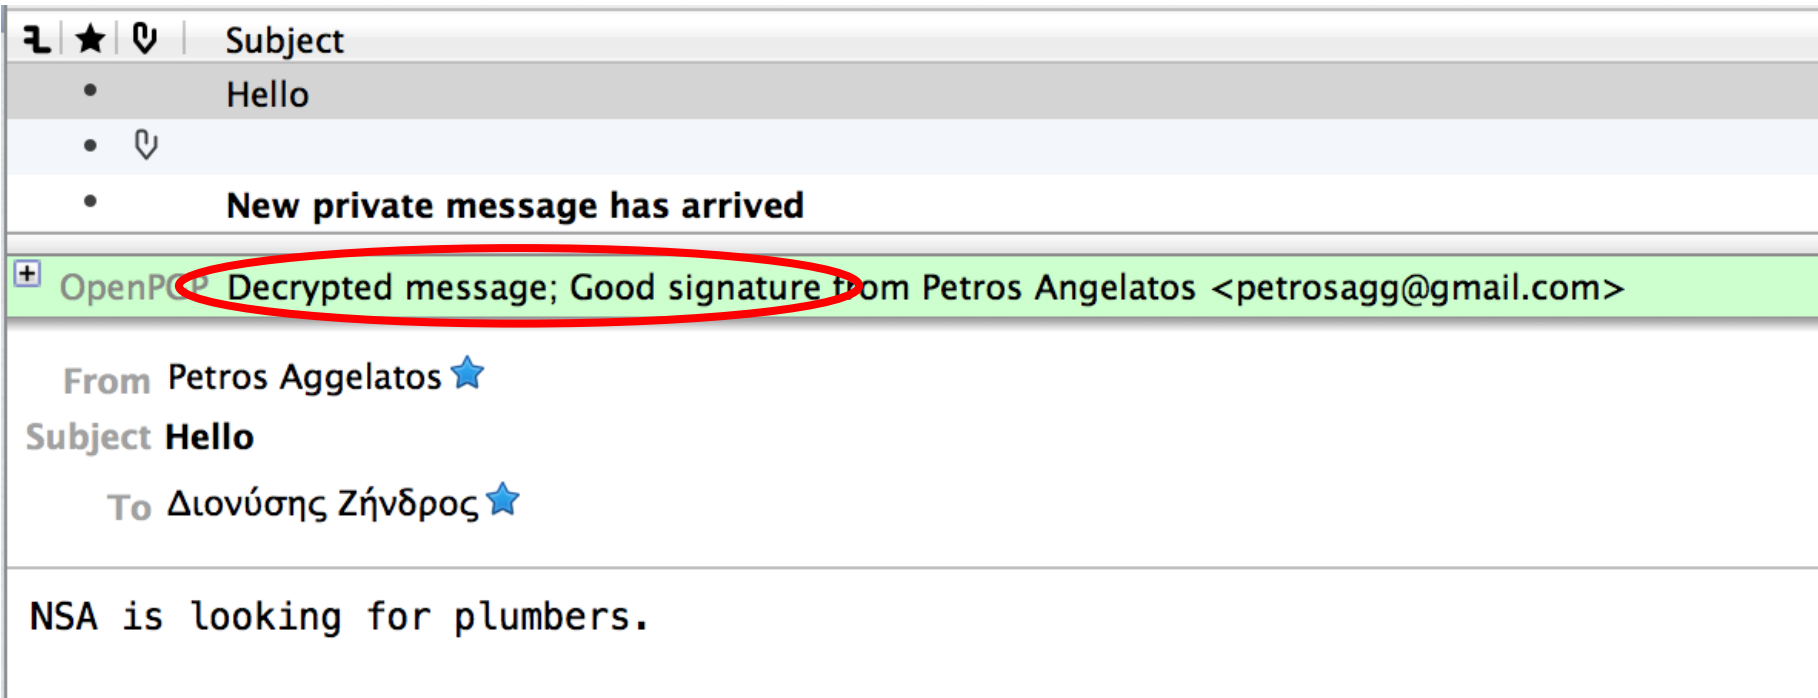 Subject
Hello
New private message has arrived
OpenPGP Decrypted message; Good signature from Petros Angelatos <petrosagg@gmail.com>
From Petros Aggelatos
Subject Hello
To Διονύσης Ζήνδρος
NSA is looking for plumbers.